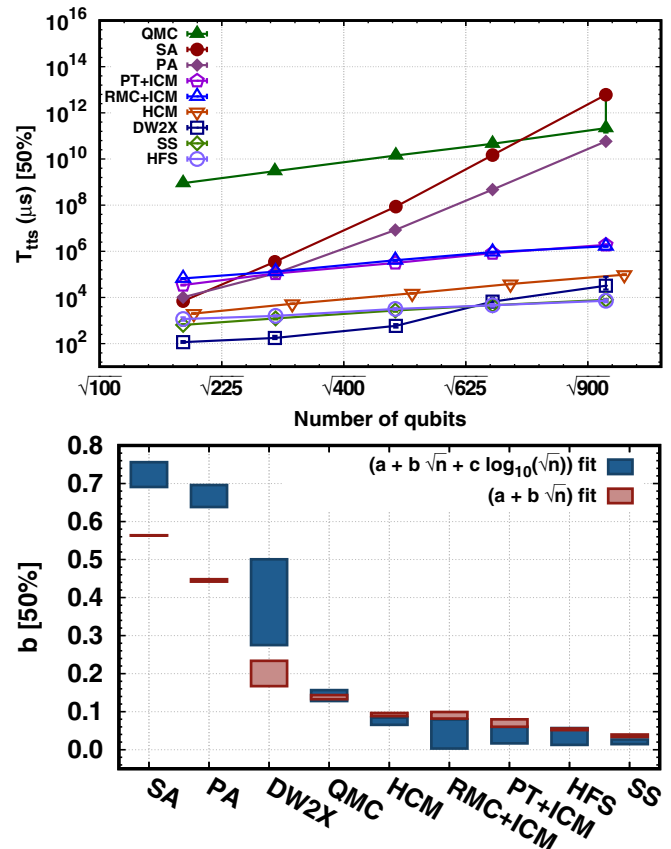 T_tts (μs) [50%]
10^16
10^14
10^12
10^10
10^8
10^6
10^4
10^2
QMC
SA
PA
PT+ICM
RMC+ICM
HCM
DW2X
SS
HFS
√100 √225 √400 √625 √900
Number of qubits
b [50%]
0.8
0.7
0.6
0.5
0.4
0.3
0.2
0.1
0.0
(a + b √n + c log_10(√n)) fit
(a + b √n) fit
SA PA DW2X QMC HCM RMC+ICM PT+ICM HFS SS